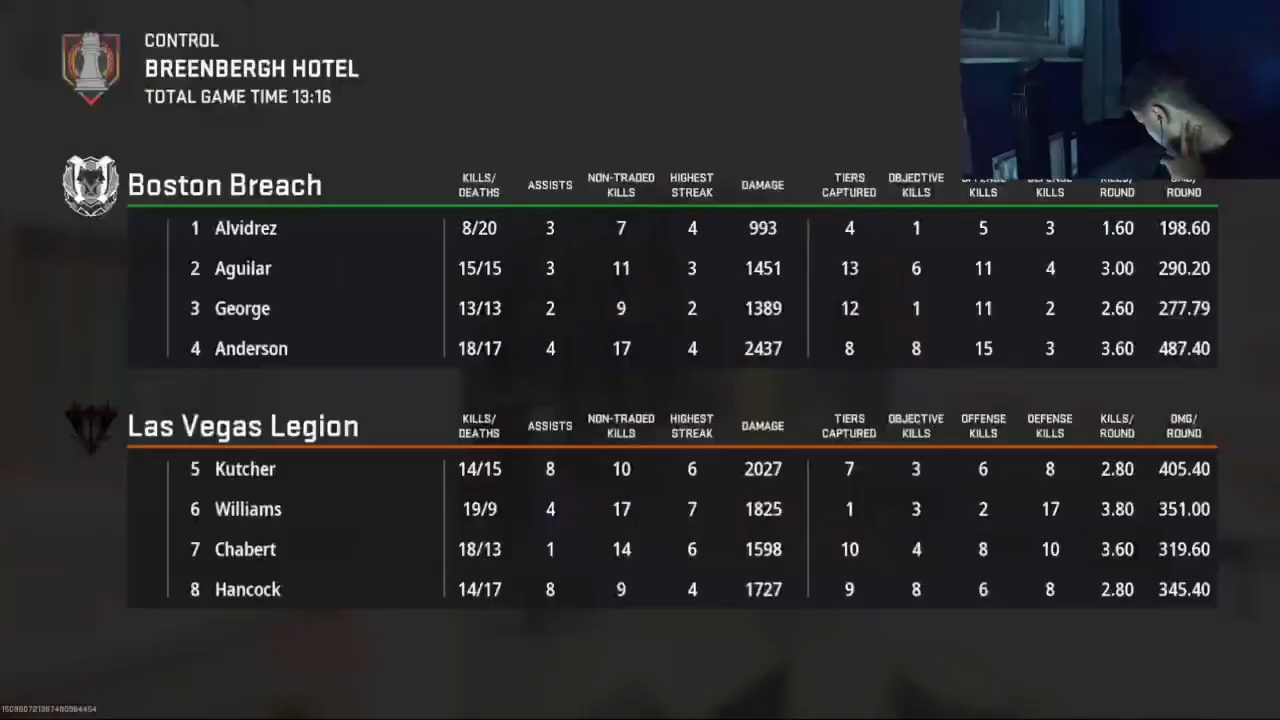 CONTROL
BREENBERGH HOTEL
TOTAL GAME TIME 13:16
Boston Breach KILLS/ DEATHS ASSISTS NON-TRADED KILLS HIGHEST STREAK DAMAGE TIERS CAPTURED OBJECTIVE KILLS KILLS KILLS ROUND ROUND
1 Alvidrez 8/20 3 7 4 993 4 1 5 3 1.60 198.60
2 Aguilar 15/15 3 11 3 1451 13 6 11 4 3.00 290.20
3 George 13/13 2 9 2 1389 12 1 11 2 2.60 277.79
4 Anderson 18/17 4 17 4 2437 8 8 15 3 3.60 487.40
Las Vegas Legion KILLS/ DEATHS ASSISTS NON-TRADED KILLS HIGHEST STREAK DAMAGE TIERS CAPTURED OBJECTIVE KILLS OFFENSE KILLS DEFENSE KILLS KILLS/ ROUND DMG/ ROUND
5 Kutcher 14/15 8 10 6 2027 7 3 6 8 2.80 405.40
6 Williams 19/9 4 17 7 1825 1 3 2 17 3.80 351.00
7 Chabert 18/13 1 14 6 1598 10 4 8 10 3.60 319.60
8 Hancock 14/17 8 9 4 1727 9 8 6 8 2.80 345.40